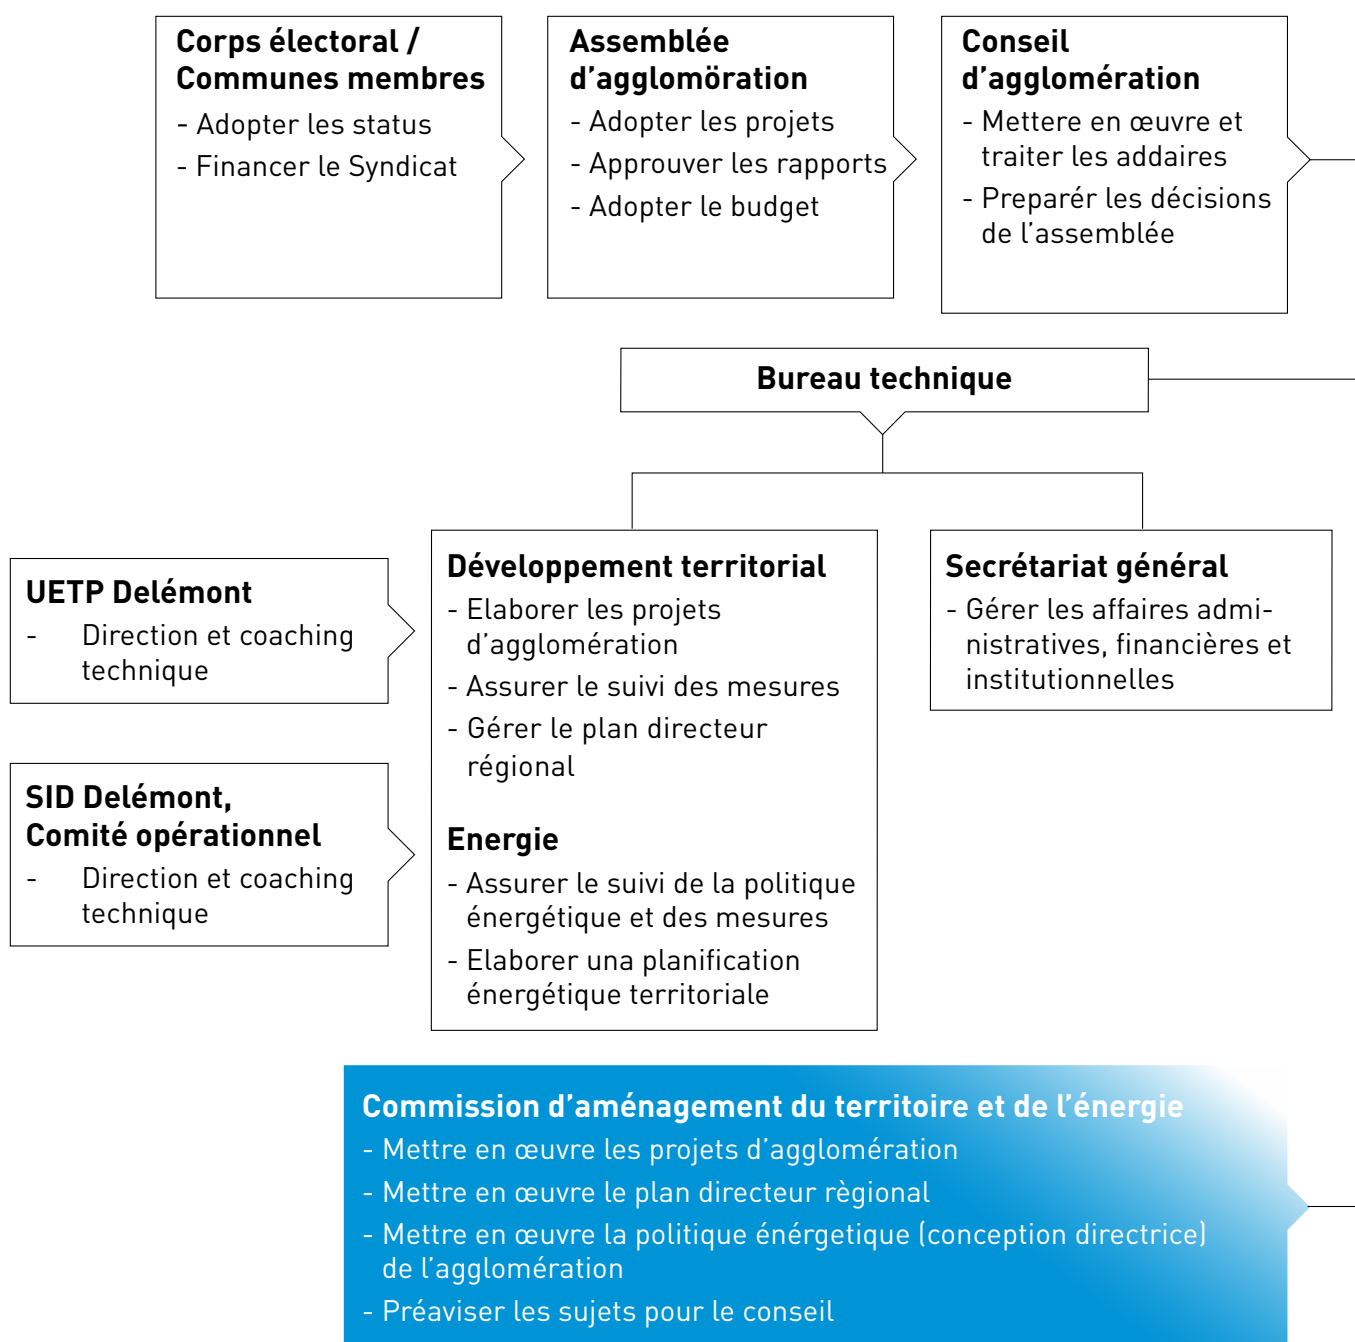 Corps électoral /
Communes membres
- Adopter les status
- Financer le Syndicat
Assemblée
d'agglomöration
- Adopter les projets
- Approuver les rapports
- Adopter le budget
Conseil
d'agglomération
- Mettere en œuvre et
traiter les addaires
- Preparér les décisions
de l'assemblée
Bureau technique
UETP Delémont
- Direction et coaching
technique
SID Delémont,
Comité opérationnel
- Direction et coaching
technique
Développement territorial
- Elaborer les projets
d'agglomération
- Assurer le suivi des mesures
- Gérer le plan directeur
régional
Energie
- Assurer le suivi de la politique
énergétique et des mesures
- Elaborer una planification
énergétique territoriale
Secrétariat général
- Gérer les affaires admi-
nistratives, financières et
institutionnelles
Commission d'aménagement du territoire et de l'énergie
- Mettre en œuvre les projets d'agglomération
- Mettre en œuvre le plan directeur règional
- Mettre en œuvre la politique énérgetique (conception directrice)
de l'agglomération
- Préaviser les sujets pour le conseil